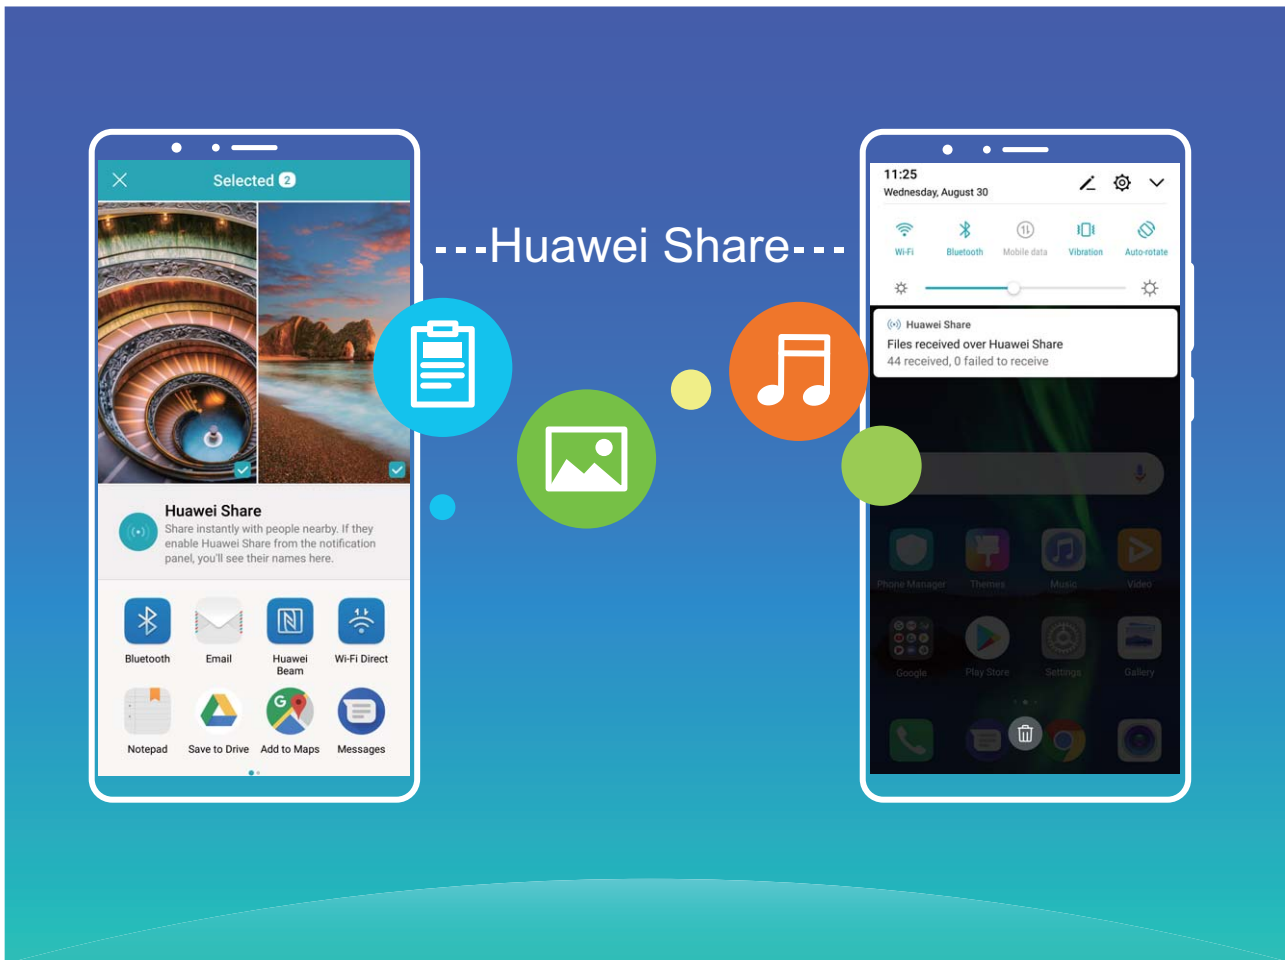 Selected 2
---Huawei Share---
Huawei Share
Share instantly with people nearby. If they
enable Huawei Share from the notification
panel, you'll see their names here.
Bluetooth Email Huawei Beam Wi-Fi Direct
Notepad Save to Drive Add to Maps Messages
11:25
Wednesday, August 30
Wi-Fi Bluetooth Mobile data Vibration Auto-rotate
Huawei Share
Files received over Huawei Share
44 received, 0 failed to receive
Phone Manager Themes Music Video
Google Play Store Settings Gallery